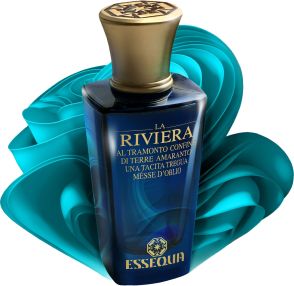 LA
RIVIERA
AL TRAMONTO CONFIN
DI TERRE AMARANTO
UNA TACITA TREGUA
MESSE D'OBLIO
ESSEQUA